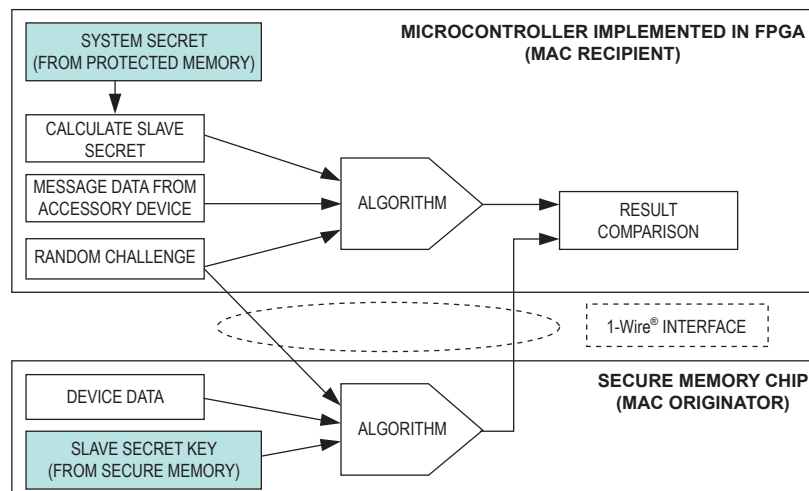 MICROCONTROLLER IMPLEMENTED IN FPGA
(MAC RECIPIENT)
SYSTEM SECRET
(FROM PROTECTED MEMORY)
CALCULATE SLAVE
SECRET
MESSAGE DATA FROM
ACCESSORY DEVICE
RANDOM CHALLENGE
ALGORITHM
RESULT
COMPARISON
1-Wire® INTERFACE
SECURE MEMORY CHIP
(MAC ORIGINATOR)
DEVICE DATA
SLAVE SECRET KEY
(FROM SECURE MEMORY)
ALGORITHM